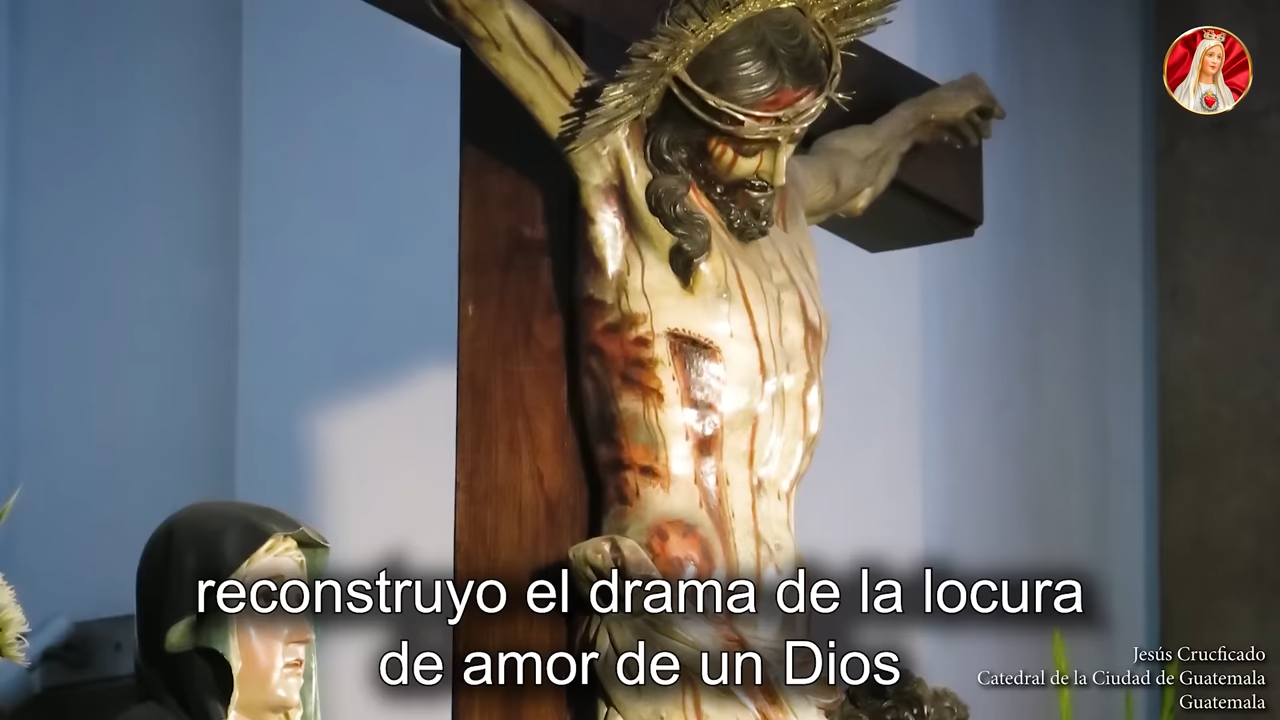 reconstruyo el drama de la locura
de amor de un Dios
Jesús Crucficado
Catedral de la Ciudad de Guatemala
Guatemala